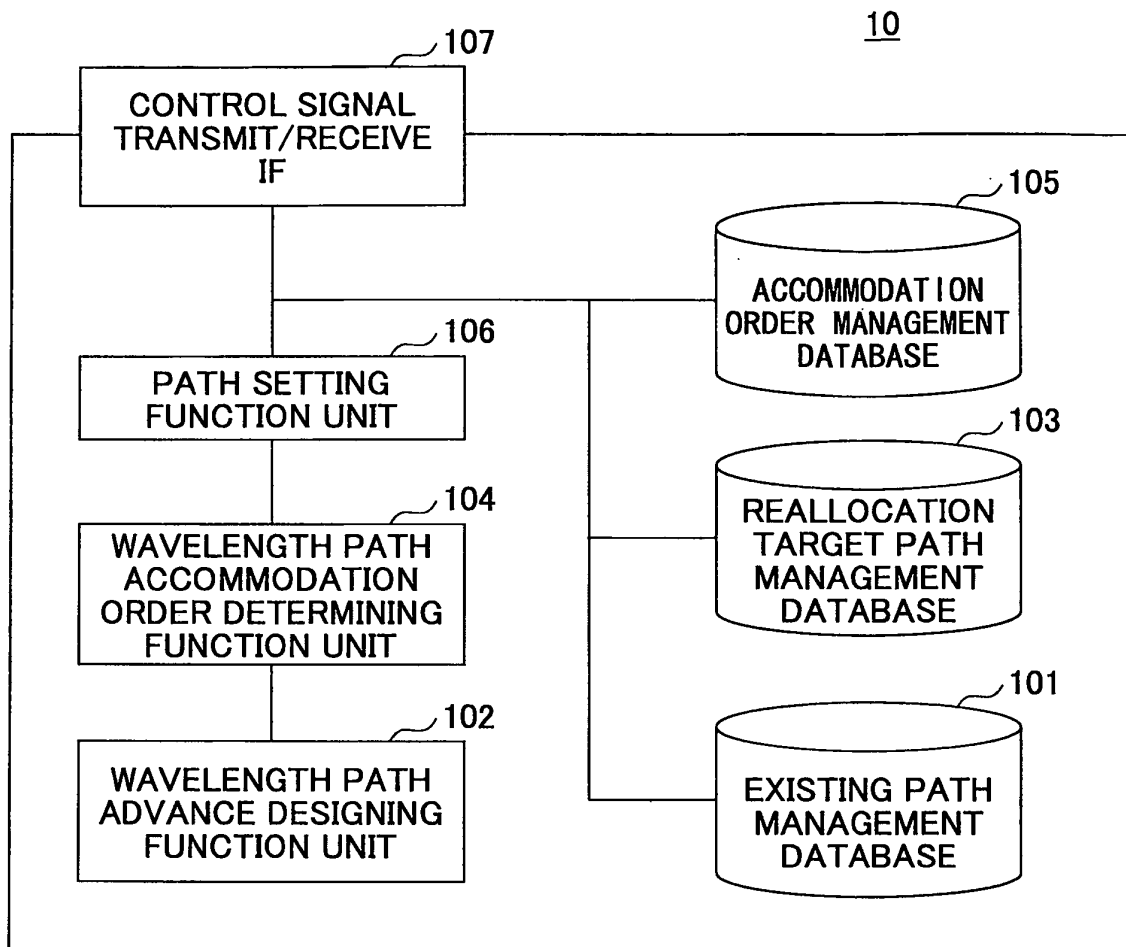 10
107
CONTROL SIGNAL
TRANSMIT/RECEIVE
IF
105
ACCOMMODATION
ORDER MANAGEMENT
DATABASE
106
PATH SETTING
FUNCTION UNIT
103
REALLOCATION
TARGET PATH
MANAGEMENT
DATABASE
104
WAVELENGTH PATH
ACCOMMODATION
ORDER DETERMINING
FUNCTION UNIT
101
EXISTING PATH
MANAGEMENT
DATABASE
102
WAVELENGTH PATH
ADVANCE DESIGNING
FUNCTION UNIT